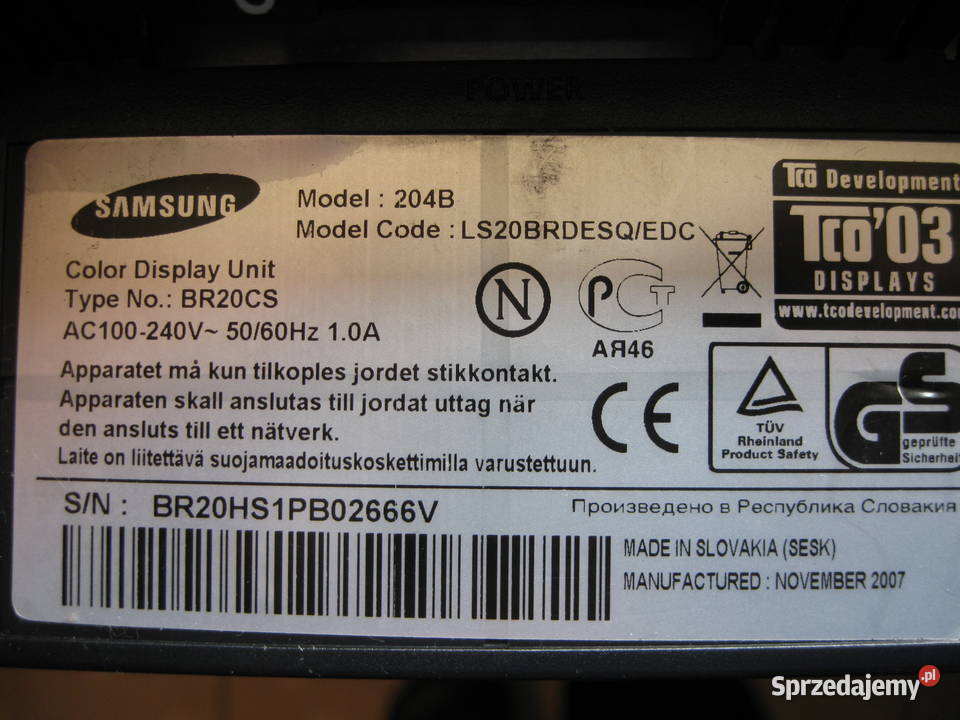 POWER
SAMSUNG
Model : 204B
Model Code : LS20BRDESQ/EDC
Color Display Unit
Type No.: BR20CS
AC100-240V~ 50/60Hz 1.0A
N
РСТ
АЯ46
TCO Development
TCO'03
DISPLAYS
www.tcodevelopment.com
Apparatet må kun tilkoples jordet stikkontakt.
Apparaten skall anslutas till jordat uttag när
den ansluts till ett nätverk.
Laite on liitettävä suojamaadoituskoskettimilla varustettuun.
CE
TÜV
Rheinland
Product Safety
GS
geprüfte
Sicherheit
S/N : BR20HS1PB02666V
Произведено в Республика Словакия
MADE IN SLOVAKIA (SESK)
MANUFACTURED : NOVEMBER 2007
Sprzedajemy.pl